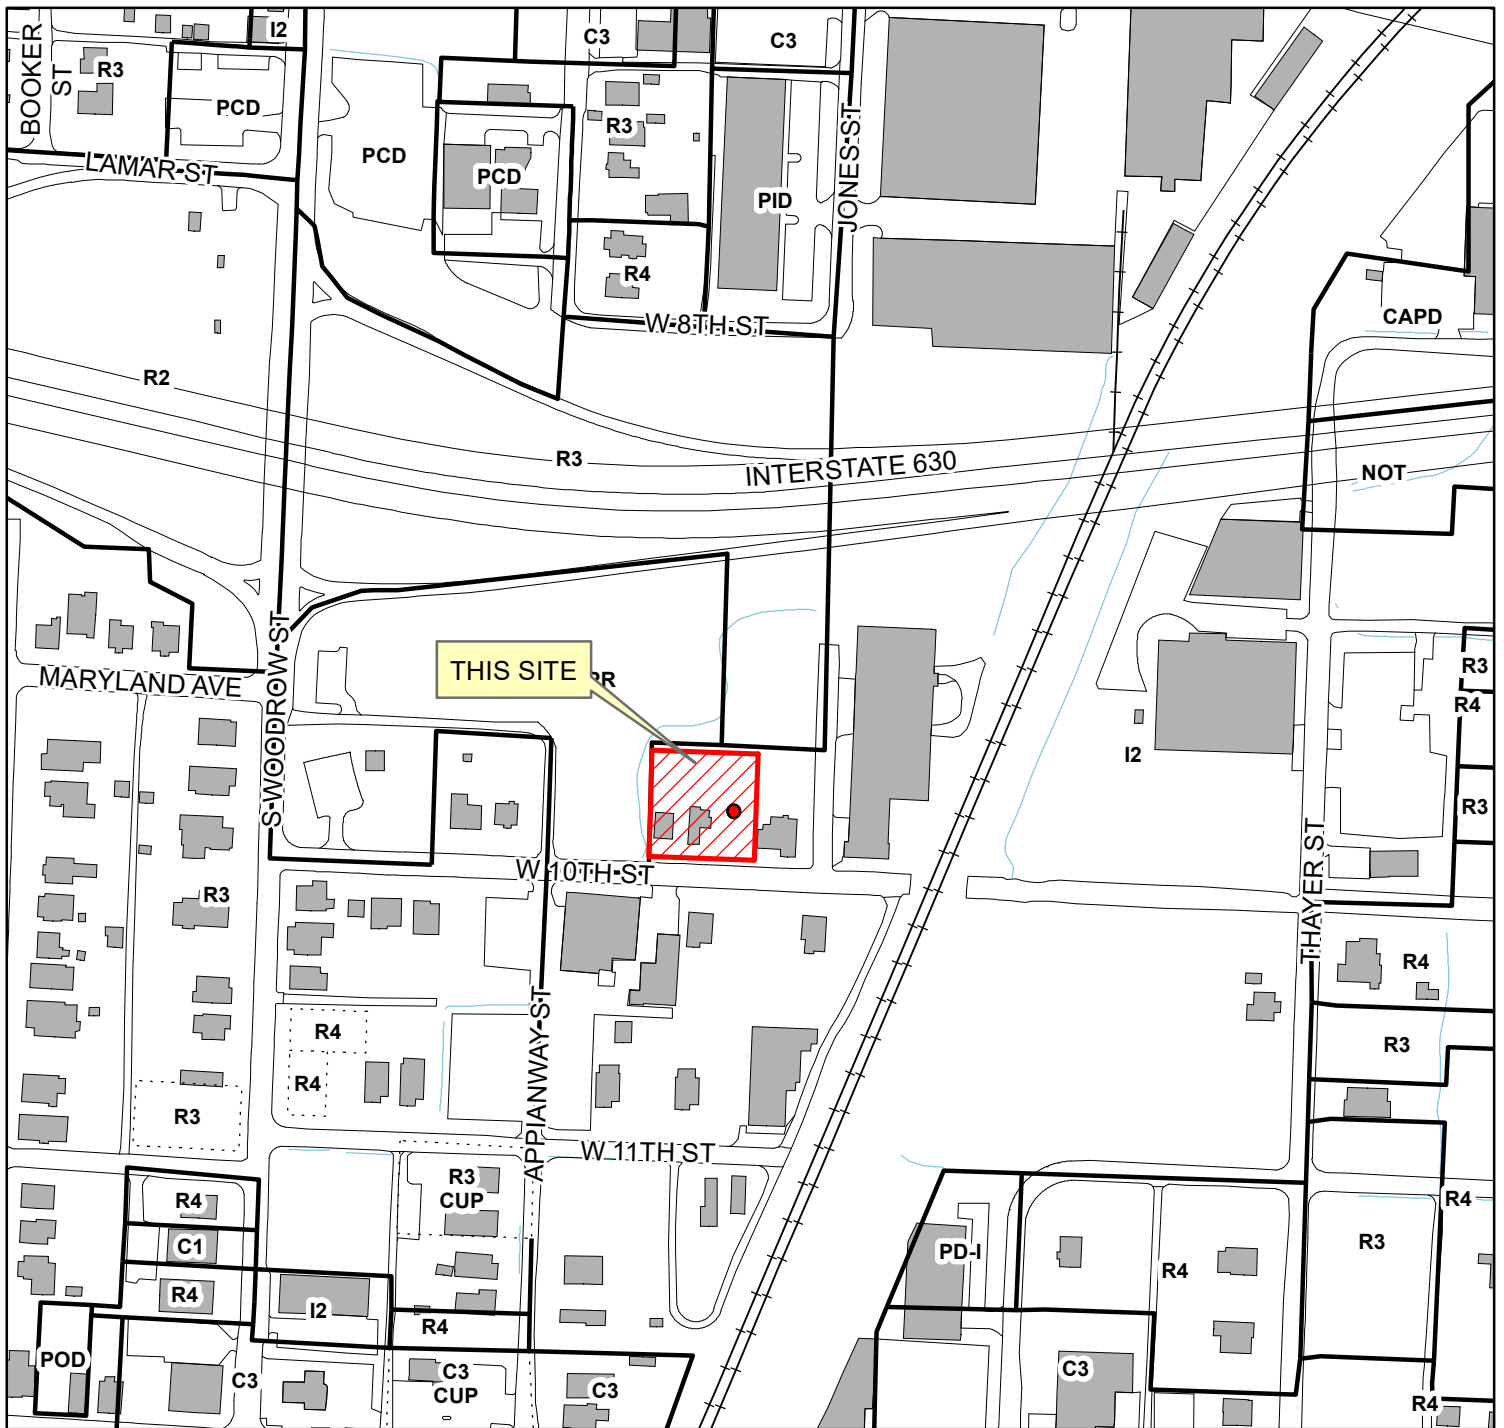 BOOKER
ST
I2
C3
C3
R3
PCD
R3
LAMAR ST
PCD
PCD
PID
JONES ST
R4
W 8TH ST
CAPD
R2
R3
INTERSTATE 630
NOT
THIS SITE
PR
MARYLAND AVE
S WOODROW ST
R3
R4
I2
R3
W 10TH ST
THAYER ST
R3
R4
APPIANWAY ST
R4
R4
R3
R3
W 11TH ST
R3
CUP
R4
R4
C1
R4
I2
R4
PD-I
R4
R3
POD
C3
C3
CUP
C3
C3
R4